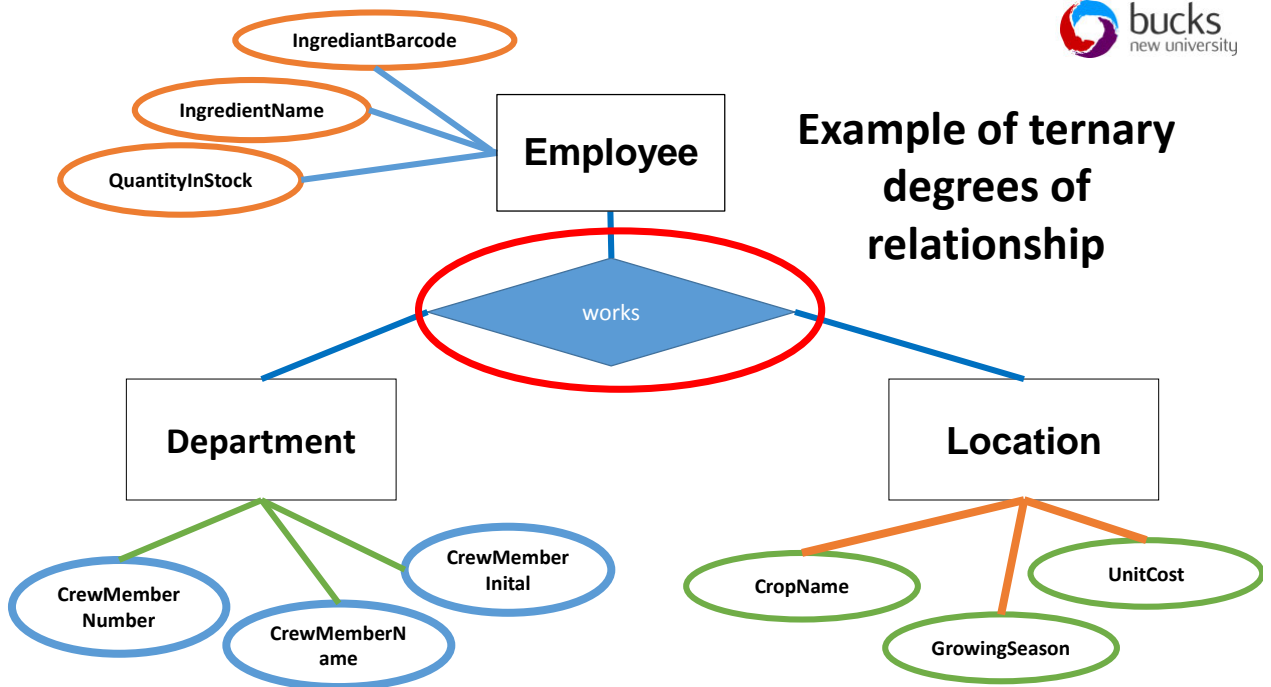 bucks
new university
IngrediantBarcode
IngredientName
QuantityInStock
Employee
Example of ternary
degrees of
relationship
works
Department
Location
CrewMember
Number
CrewMemberN
ame
CrewMember
Inital
CropName
GrowingSeason
UnitCost